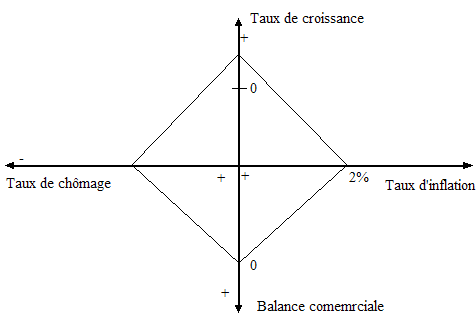 Taux de croissance
+
0
-
Taux de chômage
+ +
2%
Taux d'inflation
0
+
Balance comemrciale